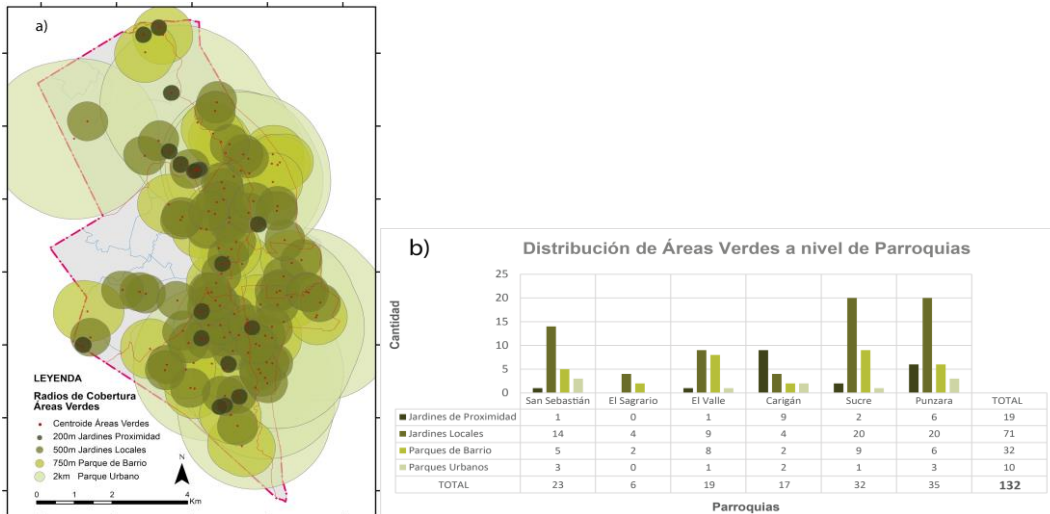 a)
LEYENDA
Radios de Cobertura
Áreas Verdes
Centroide Áreas Verdes
200m Jardines Proximidad
500m Jardines Locales
750m Parque de Barrio
2km Parque Urbano
N
0 1 2 4
Km
b)
Distribución de Áreas Verdes a nivel de Parroquias
Cantidad
25
20
15
10
5
0
San Sebastián El Sagrario El Valle Carigán Sucre Punzara TOTAL
Jardines de Proximidad 1 0 1 9 2 6 19
Jardines Locales 14 4 9 4 20 20 71
Parques de Barrio 5 2 8 2 9 6 32
Parques Urbanos 3 0 1 2 1 3 10
TOTAL 23 6 19 17 32 35 132
Parroquias